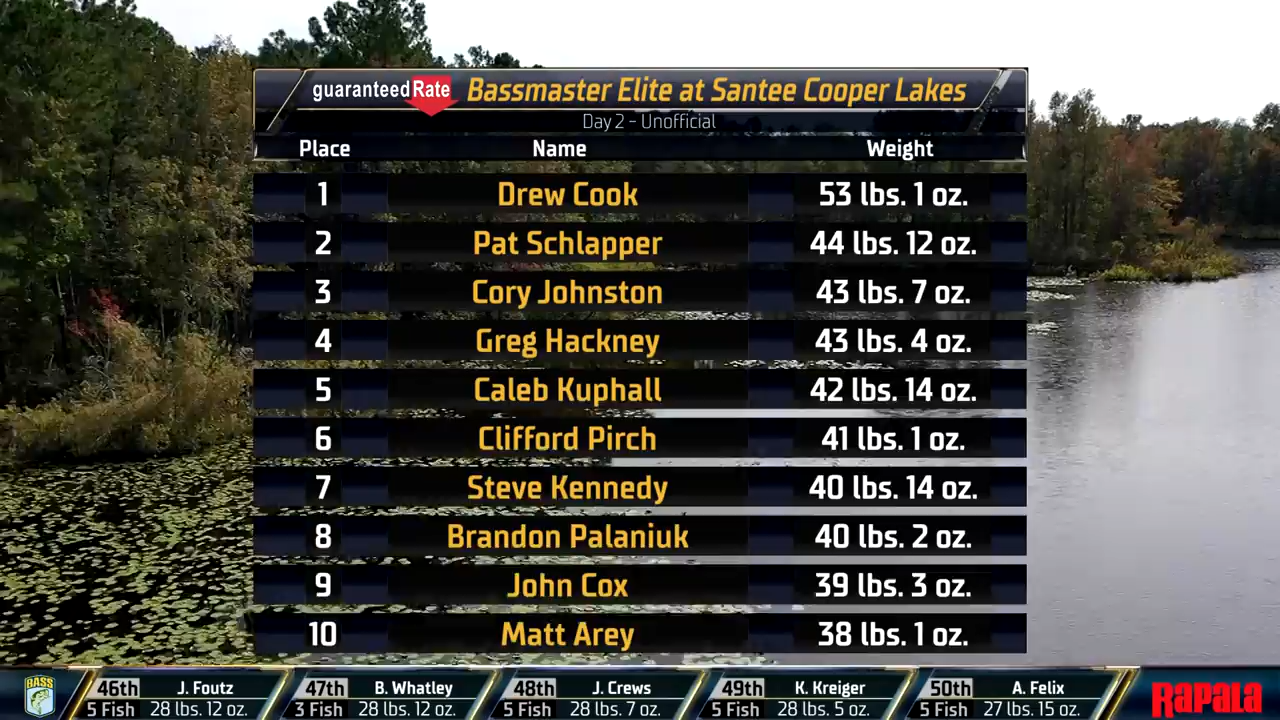 guaranteedRate Bassmaster Elite at Santee Cooper Lakes
Day 2 - Unofficial
Place Name Weight
1 Drew Cook 53 lbs. 1 oz.
2 Pat Schlapper 44 lbs. 12 oz.
3 Cory Johnston 43 lbs. 7 oz.
4 Greg Hackney 43 lbs. 4 oz.
5 Caleb Kuphall 42 lbs. 14 oz.
6 Clifford Pirch 41 lbs. 1 oz.
7 Steve Kennedy 40 lbs. 14 oz.
8 Brandon Palaniuk 40 lbs. 2 oz.
9 John Cox 39 lbs. 3 oz.
10 Matt Arey 38 lbs. 1 oz.
BASS
46th J. Foutz
5 Fish 28 lbs. 12 oz.
47th B. Whatley
3 Fish 28 lbs. 12 oz.
48th J. Crews
5 Fish 28 lbs. 7 oz.
49th K. Kreiger
5 Fish 28 lbs. 5 oz.
50th A. Felix
5 Fish 27 lbs. 15 oz.
RAPALA